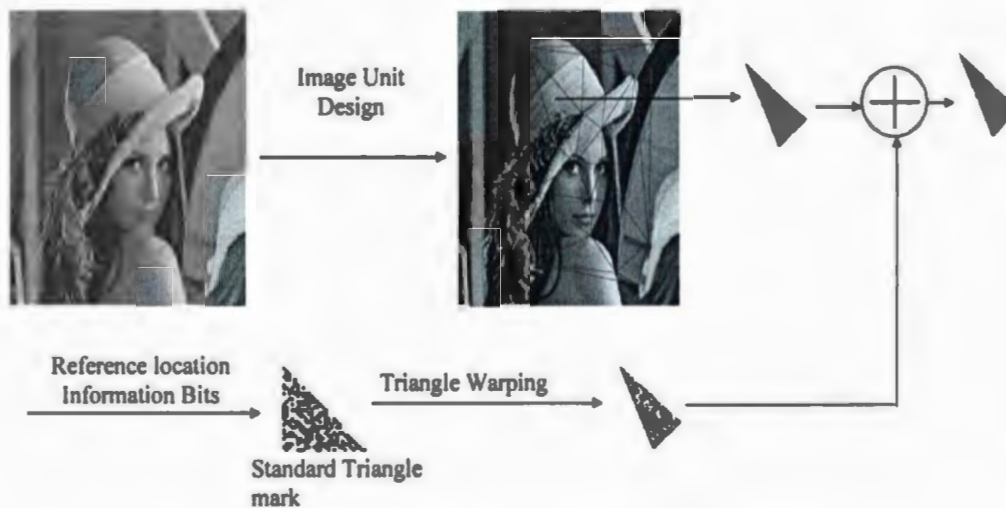 Image Unit
Design
Reference location
Information Bits
Triangle Warping
Standard Triangle
mark